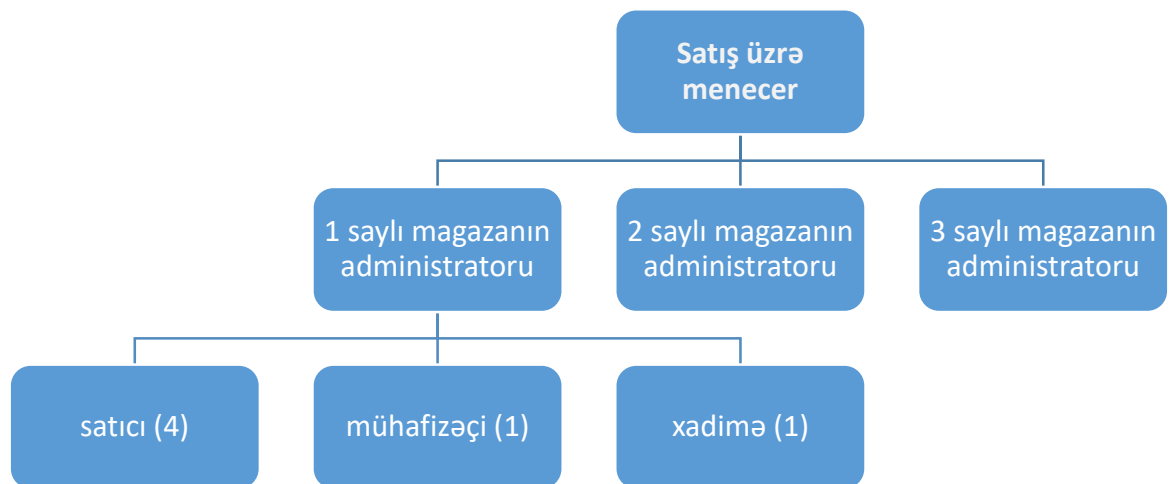 Satış üzrə
menecer
1 saylı magazanın
administratoru
2 saylı magazanın
administratoru
3 saylı magazanın
administratoru
satıcı (4)
mühafizəçi (1)
xadimə (1)